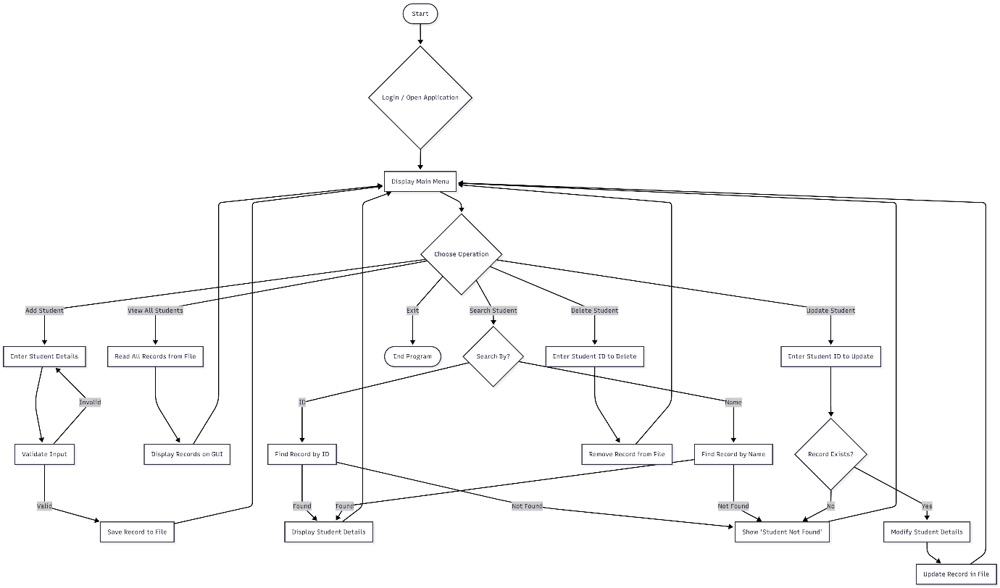 Start
Login / Open Application
Display Main Menu
Choose Operation
Add Student
View All Students
Exit
Search Student
Delete Student
Update Student
Enter Student Details
Read All Records from File
End Program
Search By?
Enter Student ID to Delete
Enter Student ID to Update
Invalid
ID
Name
Validate Input
Display Records on GUI
Find Record by ID
Remove Record from File
Find Record by Name
Record Exists?
Valid
Found
Found
Not Found
Not Found
No
Yes
Save Record to File
Display Student Details
Show 'Student Not Found'
Modify Student Details
Update Record in File